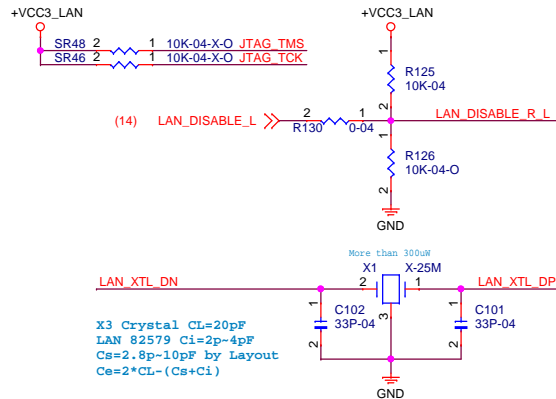 +VCC3_LAN +VCC3_LAN
SR48 2 1 10K-04-X-O JTAG_TMS
SR46 2 1 10K-04-X-O JTAG_TCK
1
R125
10K-04
2
(14) LAN_DISABLE_L 2 1 LAN_DISABLE_R_L
R130 0-04
1
R126
10K-04-O
2
GND
More than 300uW
LAN_XTL_DN 2 X1 X-25M 1 LAN_XTL_DP
1 3 1
C102 C101
33P-04 33P-04
2 2
X3 Crystal CL=20pF
LAN 82579 Ci=2p~4pF
Cs=2.8p~10pF by Layout
Ce=2*CL-(Cs+Ci)
GND